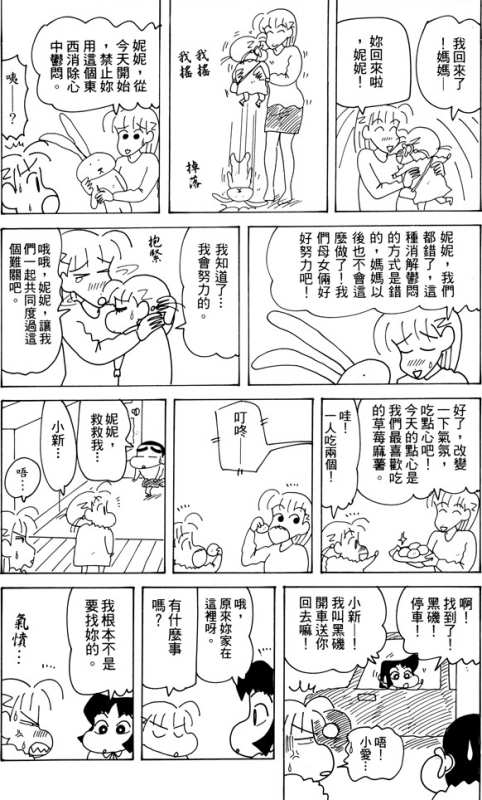 我回來了
！媽媽—
！
妳回來啦
，妮妮！
我搖
我搖
掉落
妮妮，從
今天開始
，禁止妳
用這個東
西消除心
中鬱悶。
咦—？
妮妮，我們
都錯了，這
種消解鬱悶
的方式是錯
的，媽媽以
後也不會這
麼做了！我
們母女倆好
好努力吧！
我知道了…
我會努力的。
抱緊
哦哦，妮妮，讓我
們一起共同度過這
個難關吧。
好了，改變
一下氣氛，
吃點心吧！
今天的點心是
我們最喜歡吃
的草莓麻薯。
哇！
一人吃兩個！
叮咚
妮妮，
救救我…
小新！
唔…
啊！
找到了！
黑磯！
停車！
小新—！
我叫黑磯
開車送你
回去嘛！
唔！
小愛…
哦，
原來妳家在
這裡呀。
有什麼事
嗎？
我根本不是
要找妳的。
氣憤…